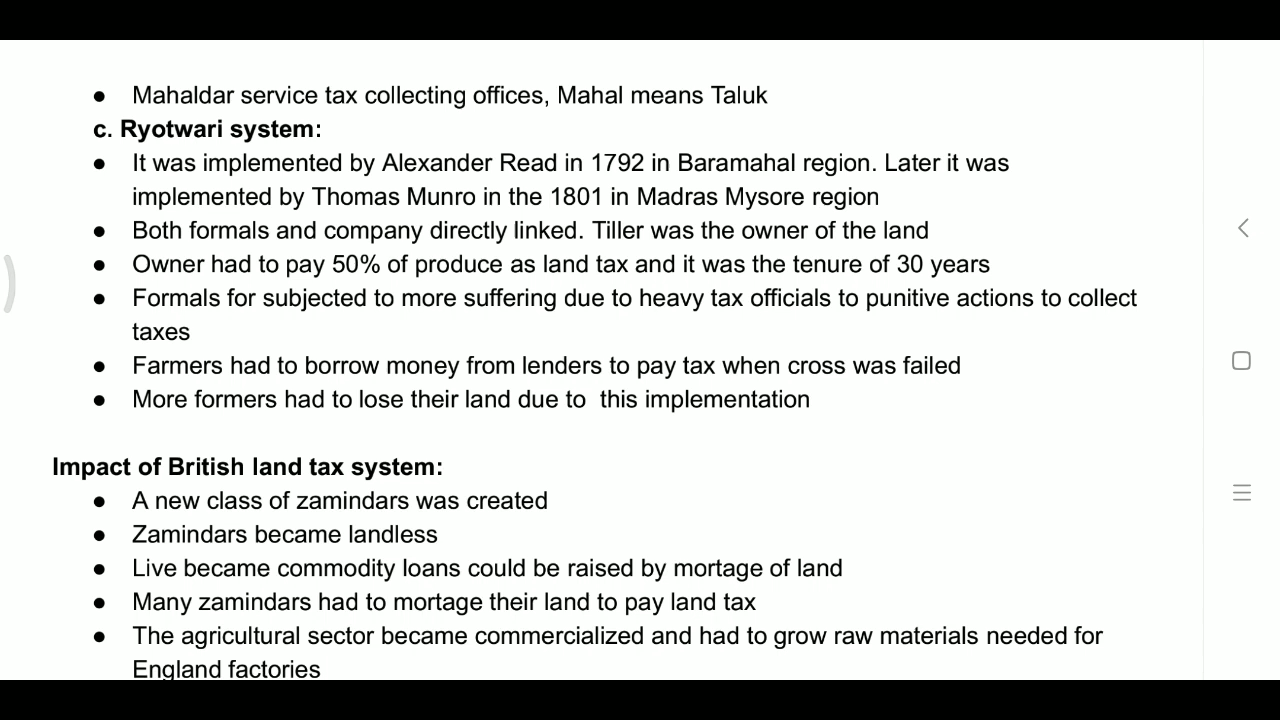 ● Mahaldar service tax collecting offices, Mahal means Taluk
c. Ryotwari system:
● It was implemented by Alexander Read in 1792 in Baramahal region. Later it was
implemented by Thomas Munro in the 1801 in Madras Mysore region
● Both formals and company directly linked. Tiller was the owner of the land
● Owner had to pay 50% of produce as land tax and it was the tenure of 30 years
● Formals for subjected to more suffering due to heavy tax officials to punitive actions to collect
taxes
● Farmers had to borrow money from lenders to pay tax when cross was failed
● More formers had to lose their land due to  this implementation
Impact of British land tax system:
● A new class of zamindars was created
● Zamindars became landless
● Live became commodity loans could be raised by mortage of land
● Many zamindars had to mortage their land to pay land tax
● The agricultural sector became commercialized and had to grow raw materials needed for
England factories